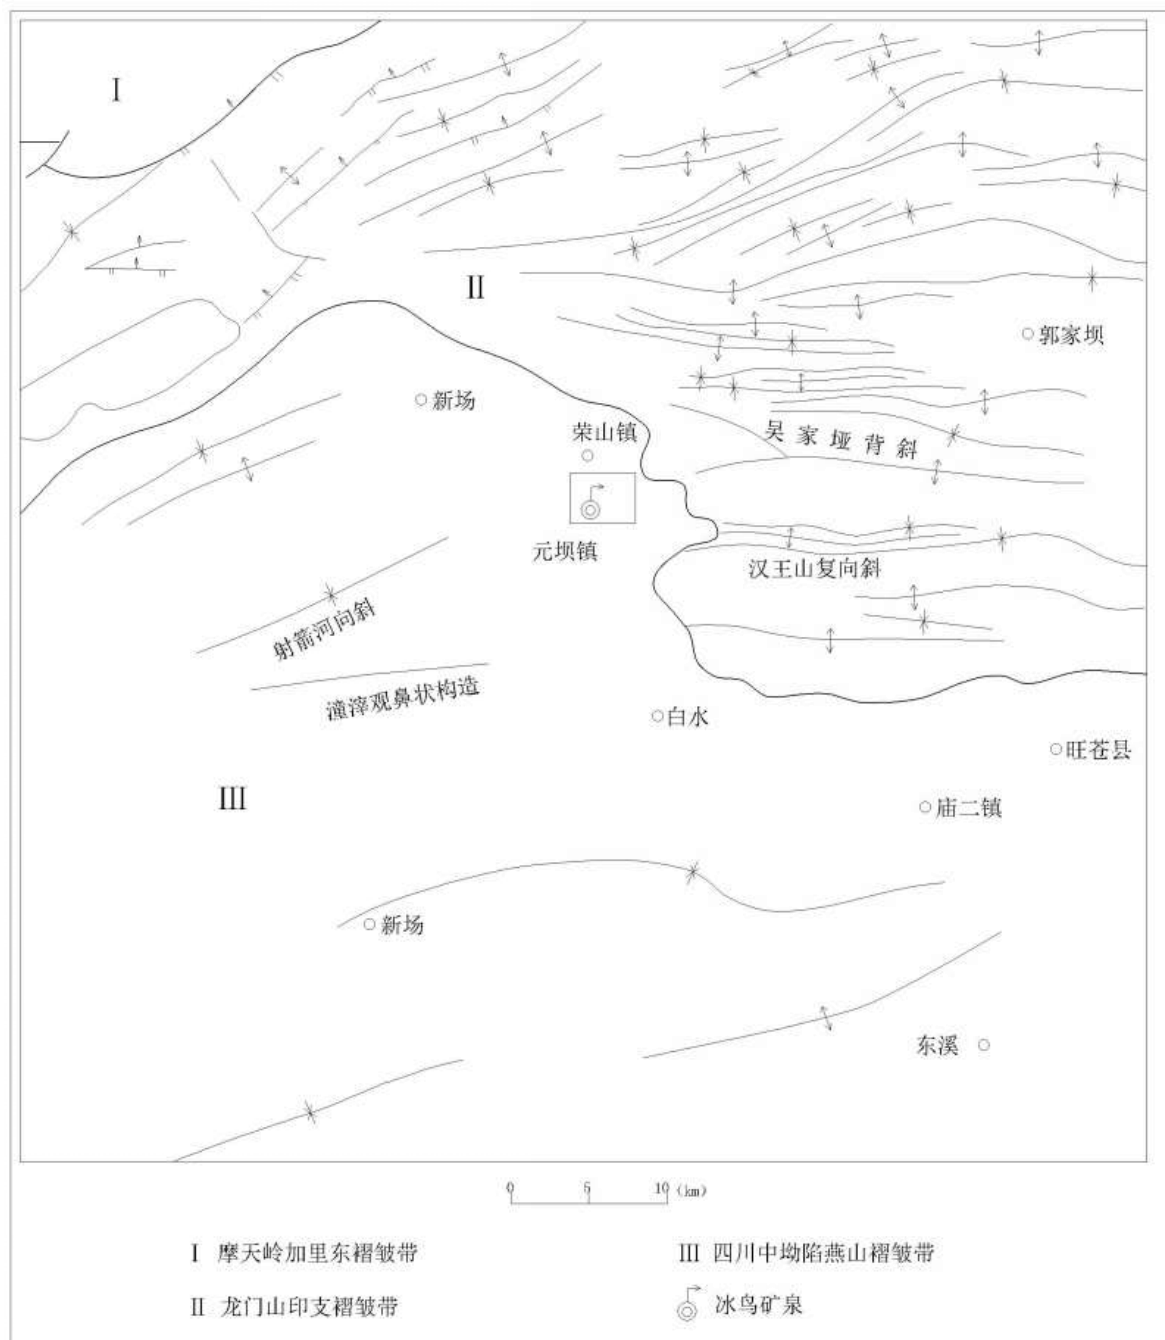 I
II
郭家坝
新场
荣山镇
吴家垭背斜
元坝镇
汉王山复向斜
射箭河向斜
潼滓观鼻状构造
白水
旺苍县
III
庙二镇
新场
东溪
0 5 10 (km)
I 摩天岭加里东褶皱带
III 四川中坳陷燕山褶皱带
II 龙门山印支褶皱带
冰鸟矿泉